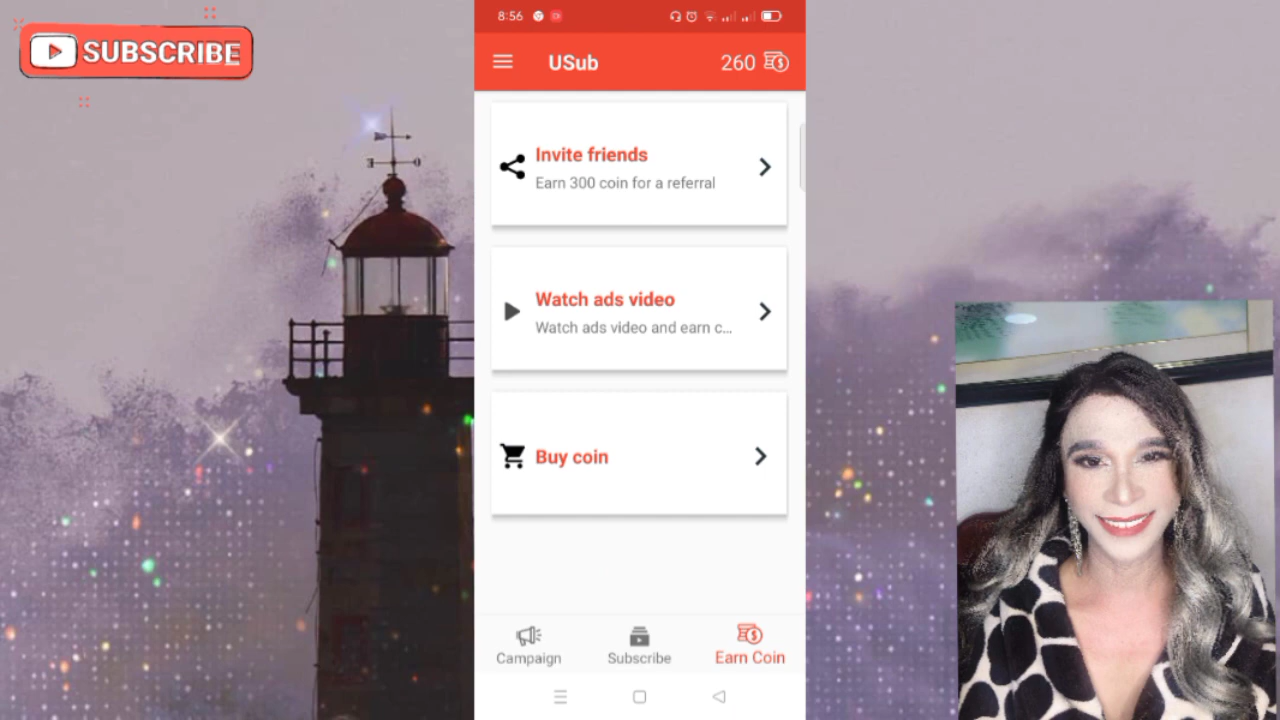 SUBSCRIBE
8:56
USub
260
Invite friends
Earn 300 coin for a referral
Watch ads video
Watch ads video and earn c...
Buy coin
Campaign
Subscribe
Earn Coin